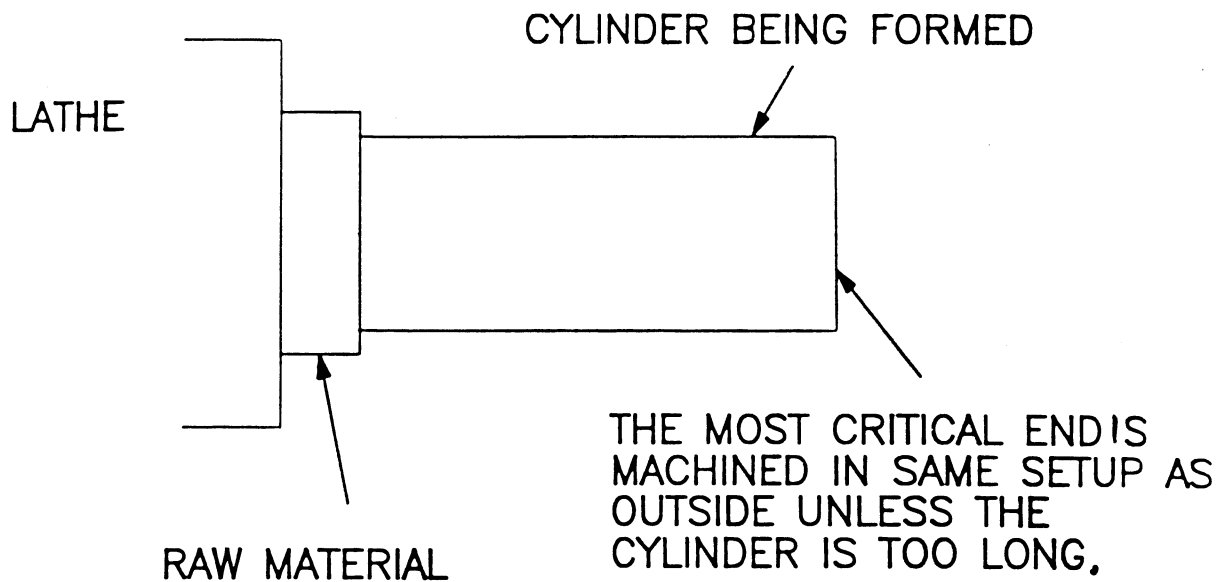 CYLINDER BEING FORMED
LATHE
THE MOST CRITICAL END IS
MACHINED IN SAME SETUP AS
OUTSIDE UNLESS THE
CYLINDER IS TOO LONG.
RAW MATERIAL